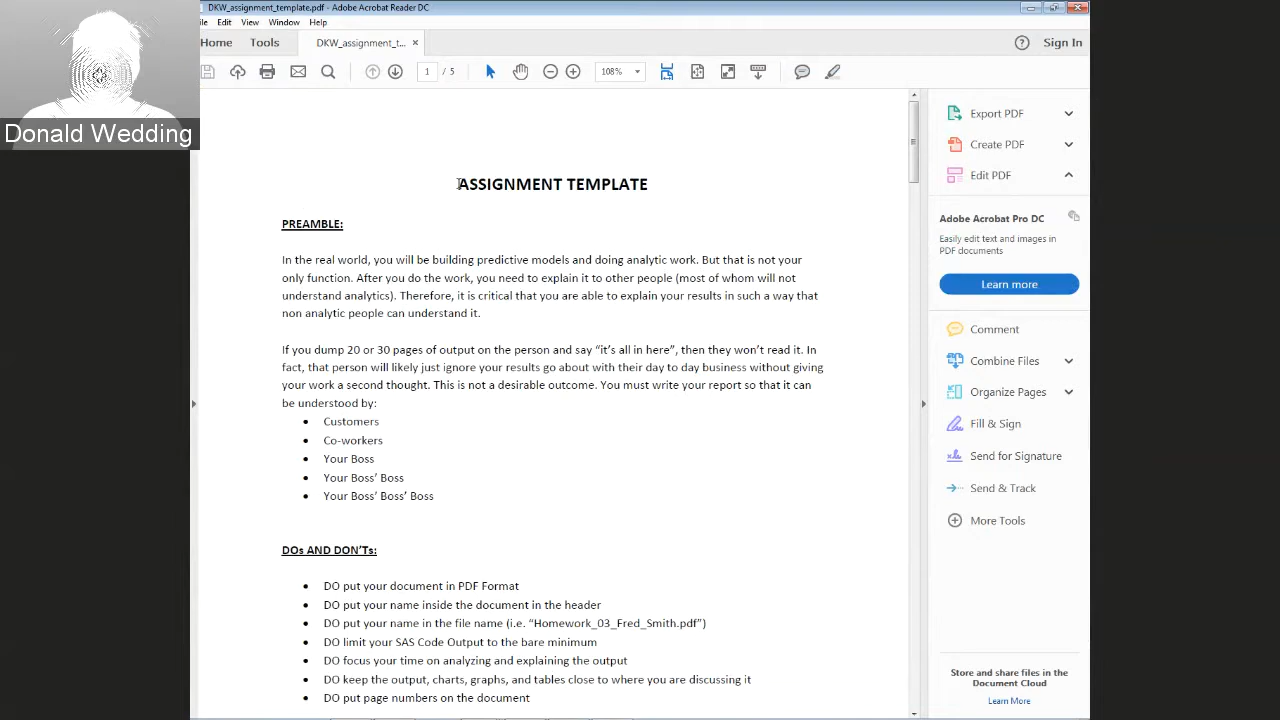 DKW_assignment_template.pdf - Adobe Acrobat Reader DC
ile Edit View Window Help
Home Tools DKW_assignment_t... × Sign In
1 / 5 108%
Donald Wedding
ASSIGNMENT TEMPLATE
PREAMBLE:
In the real world, you will be building predictive models and doing analytic work. But that is not your
only function. After you do the work, you need to explain it to other people (most of whom will not
understand analytics). Therefore, it is critical that you are able to explain your results in such a way that
non analytic people can understand it.
If you dump 20 or 30 pages of output on the person and say “it’s all in here”, then they won’t read it. In
fact, that person will likely just ignore your results go about with their day to day business without giving
your work a second thought. This is not a desirable outcome. You must write your report so that it can
be understood by:
• Customers
• Co-workers
• Your Boss
• Your Boss’ Boss
• Your Boss’ Boss’ Boss
DOs AND DON’Ts:
• DO put your document in PDF Format
• DO put your name inside the document in the header
• DO put your name in the file name (i.e. “Homework_03_Fred_Smith.pdf”)
• DO limit your SAS Code Output to the bare minimum
• DO focus your time on analyzing and explaining the output
• DO keep the output, charts, graphs, and tables close to where you are discussing it
• DO put page numbers on the document
Export PDF
Create PDF
Edit PDF
Adobe Acrobat Pro DC
Easily edit text and images in
PDF documents
Learn more
Comment
Combine Files
Organize Pages
Fill & Sign
Send for Signature
Send & Track
More Tools
Store and share files in the
Document Cloud
Learn More